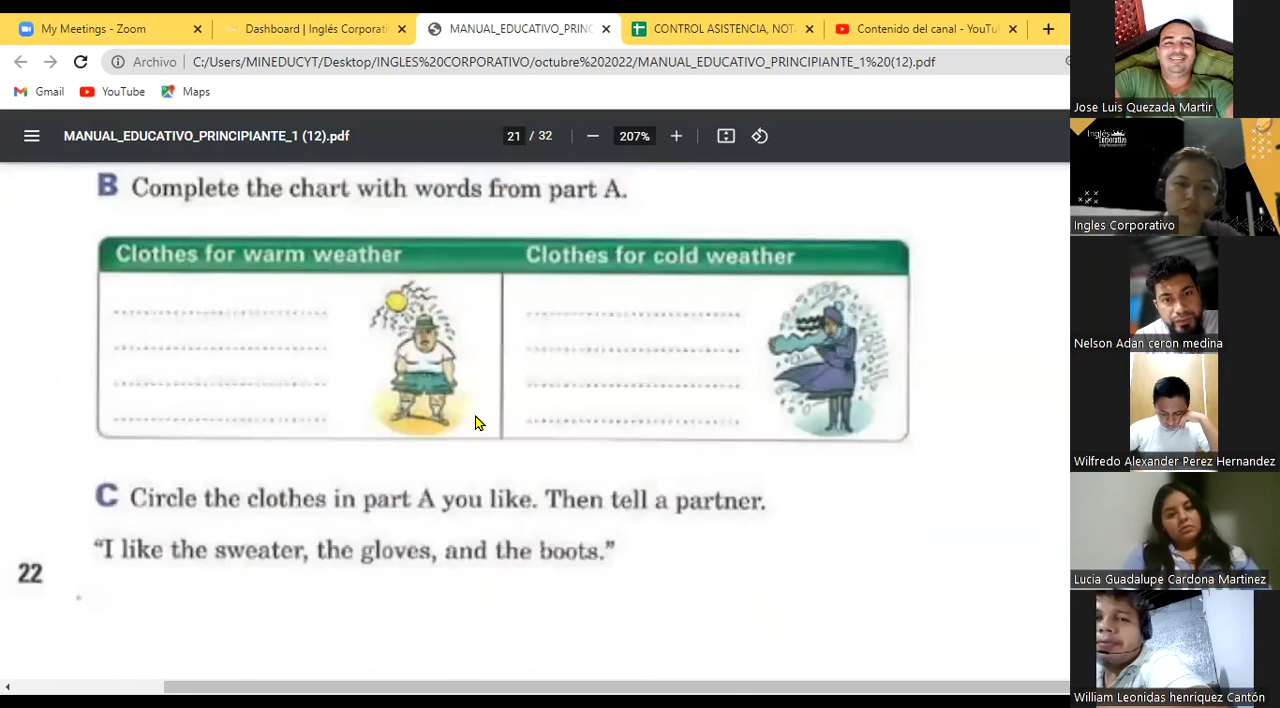 My Meetings - Zoom
Dashboard | Inglés Corporati
MANUAL_EDUCATIVO_PRINC
CONTROL ASISTENCIA, NOT
Contenido del canal - YouTu
Archivo
C:/Users/MINEDUCYT/Desktop/INGLES%20CORPORATIVO/octubre%202022/MANUAL_EDUCATIVO_PRINCIPIANTE_1%20(12).pdf
Gmail
YouTube
Maps
MANUAL_EDUCATIVO_PRINCIPIANTE_1 (12).pdf
21 / 32
207%
B Complete the chart with words from part A.
Clothes for warm weather
Clothes for cold weather
C Circle the clothes in part A you like. Then tell a partner.
"I like the sweater, the gloves, and the boots."
22
Jose Luis Quezada Martir
Inglés
Corporativo
Ingles Corporativo
Nelson Adan ceron medina
Wilfredo Alexander Perez Hernandez
Lucia Guadalupe Cardona Martinez
William Leonidas henriquez Cantón